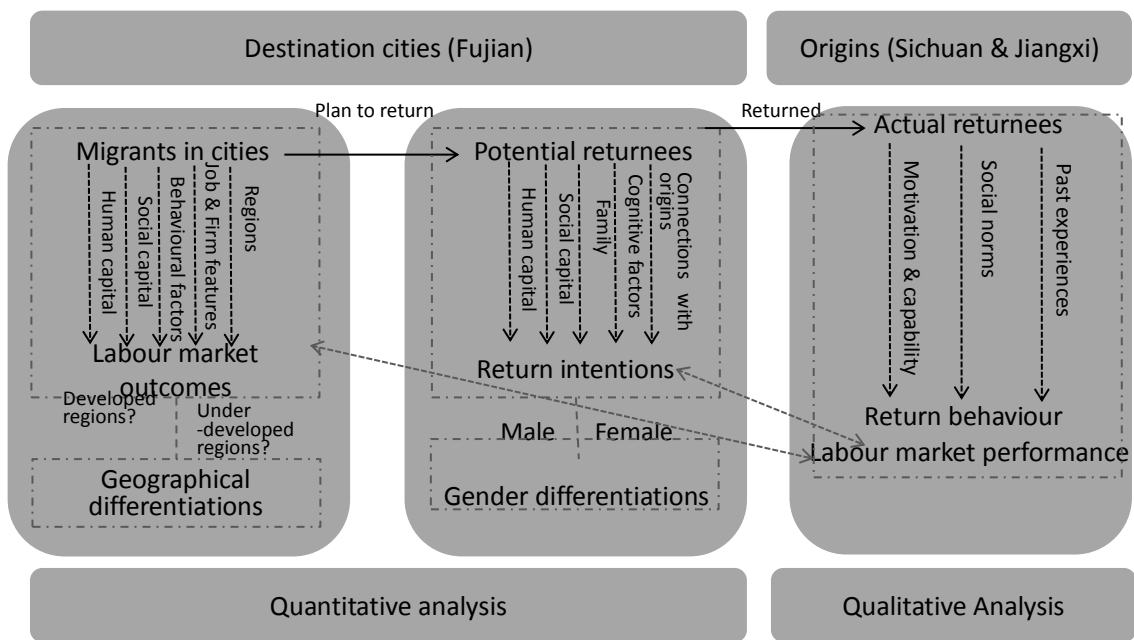 Destination cities (Fujian)
Origins (Sichuan & Jiangxi)
Plan to return
Returned
Migrants in cities
Human capital
Social capital
Behavioural factors
Job & Firm features
Regions
Labour market
outcomes
Developed
regions?
Under
-developed
regions?
Geographical
differentiations
Potential returnees
Human capital
Social capital
Family
Cognitive factors
Connections with
origins
Return intentions
Male
Female
Gender differentiations
Actual returnees
Motivation & capability
Social norms
Past experiences
Return behaviour
Labour market performance
Quantitative analysis
Qualitative Analysis